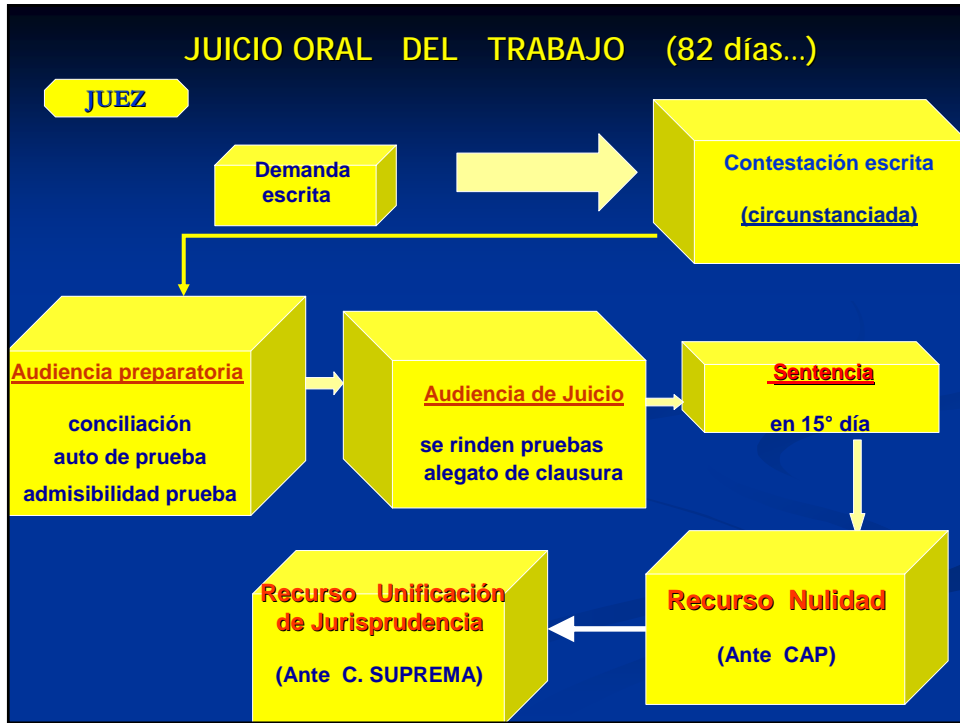 JUICIO ORAL DEL TRABAJO (82 días...)
JUEZ
Demanda
escrita
Contestación escrita
(circunstanciada)
Audiencia preparatoria
conciliación
auto de prueba
admisibilidad prueba
Audiencia de Juicio
se rinden pruebas
alegato de clausura
Sentencia
en 15° día
Recurso Nulidad
(Ante CAP)
Recurso Unificación
de Jurisprudencia
(Ante C. SUPREMA)